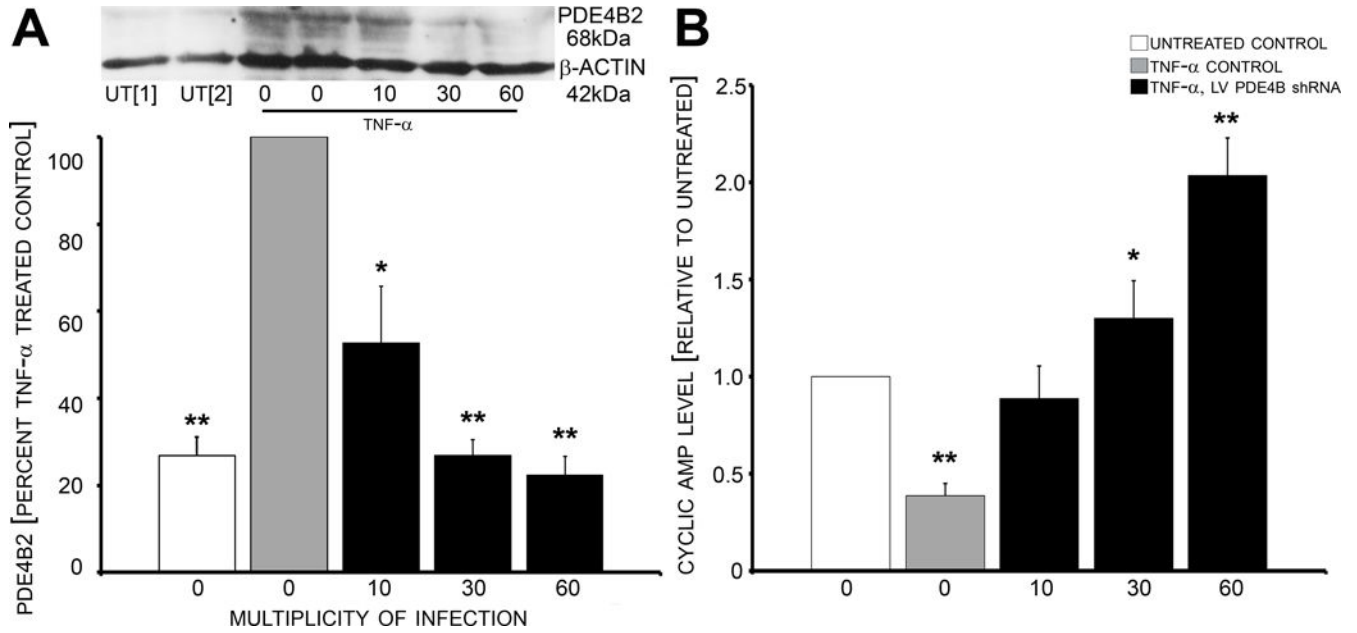 A
PDE4B2
68kDa
β-ACTIN
42kDa
UT[1] UT[2] 0 0 10 30 60
TNF-α
PDE4B2 [PERCENT TNF-α TREATED CONTROL]
100
80
60
40
20
0
** * ** **
0 0 10 30 60
MULTIPLICITY OF INFECTION
B
UNTREATED CONTROL
TNF-α CONTROL
TNF-α, LV PDE4B shRNA
CYCLIC AMP LEVEL [RELATIVE TO UNTREATED]
2.5
2.0
1.5
1.0
0.5
0
** * **
0 0 10 30 60